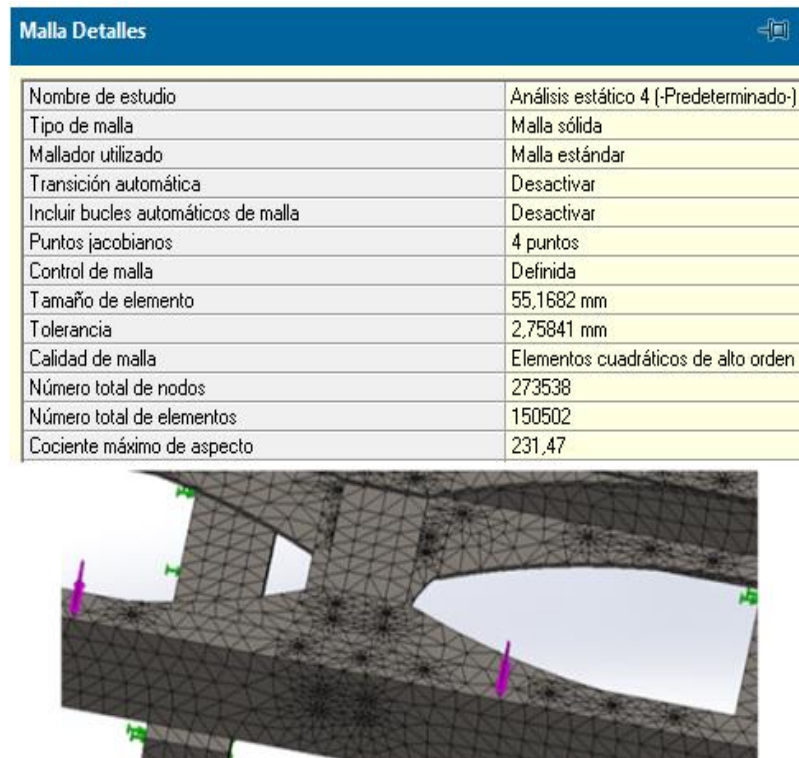 Malla Detalles
Nombre de estudio Análisis estático 4 (-Predeterminado-)
Tipo de malla Malla sólida
Mallador utilizado Malla estándar
Transición automática Desactivar
Incluir bucles automáticos de malla Desactivar
Puntos jacobianos 4 puntos
Control de malla Definida
Tamaño de elemento 55,1682 mm
Tolerancia 2,75841 mm
Calidad de malla Elementos cuadráticos de alto orden
Número total de nodos 273538
Número total de elementos 150502
Cociente máximo de aspecto 231,47